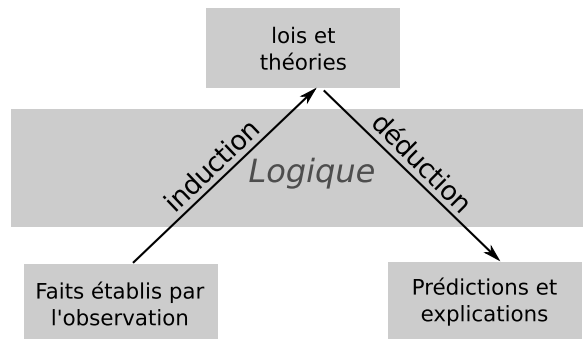 lois et
théories
induction
déduction
Logique
Faits établis par
l'observation
Prédictions et
explications